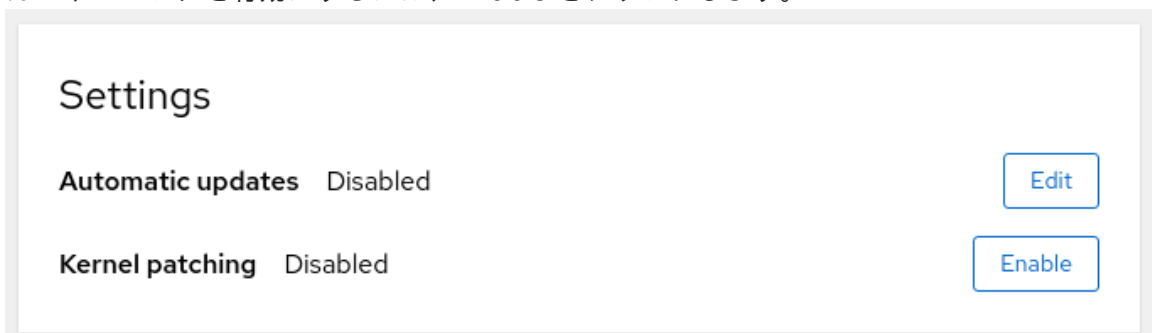 Settings
Automatic updates Disabled Edit
Kernel patching Disabled Enable